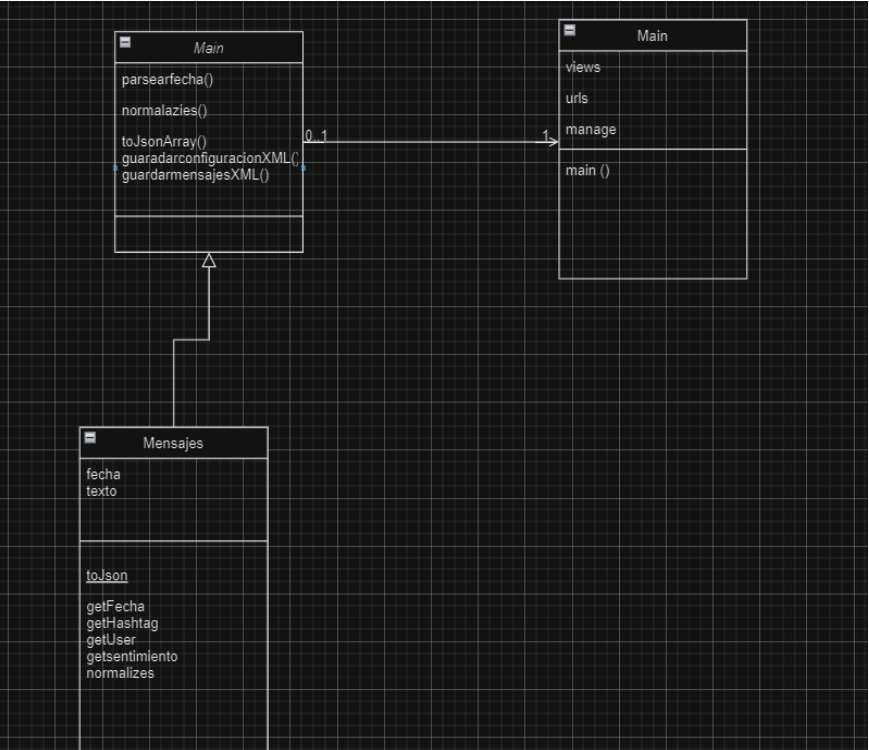 Main
parsearfecha()
normalazies()
toJsonArray()
guaradarconfiguracionXML()
guardarmensajesXML()
0..1
1
Main
views
urls
manage
main ()
Mensajes
fecha
texto
toJson
getFecha
getHashtag
getUser
getsentimiento
normalizes